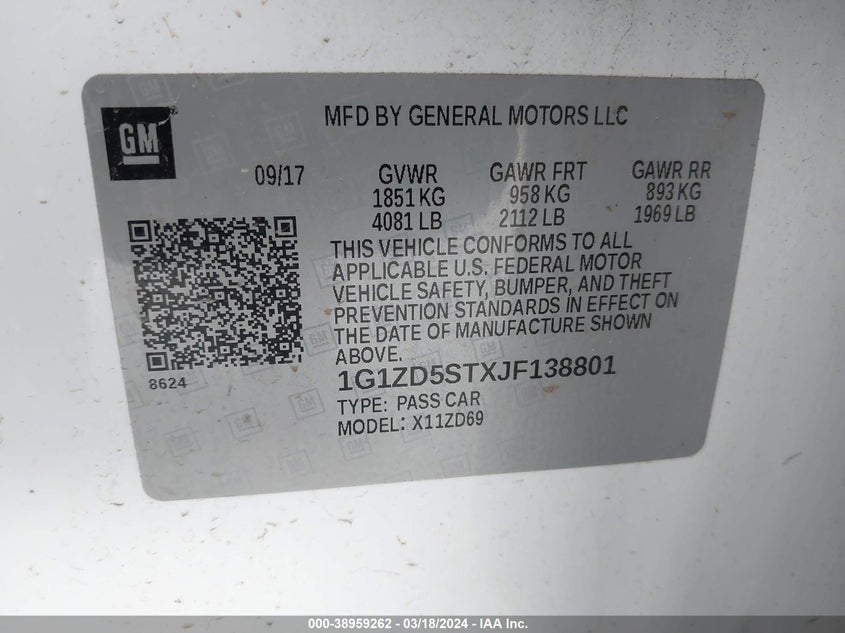 GM
MFD BY GENERAL MOTORS LLC
09/17 GVWR GAWR FRT GAWR RR
1851 KG 958 KG 893 KG
4081 LB 2112 LB 1969 LB
THIS VEHICLE CONFORMS TO ALL
APPLICABLE U.S. FEDERAL MOTOR
VEHICLE SAFETY, BUMPER, AND THEFT
PREVENTION STANDARDS IN EFFECT ON
THE DATE OF MANUFACTURE SHOWN
ABOVE.
8624
1G1ZD5STXJF138801
TYPE: PASS CAR
MODEL: X11ZD69
000-38959262 - 03/18/2024 - IAAI.COM